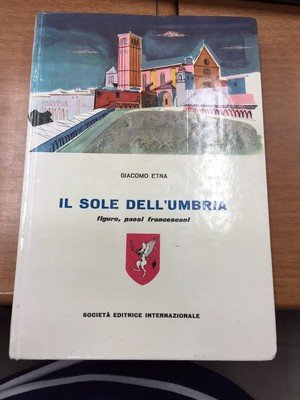 GIACOMO ETNA
IL SOLE DELL'UMBRIA
figure, paesi francescani
SOCIETÀ EDITRICE INTERNAZIONALE